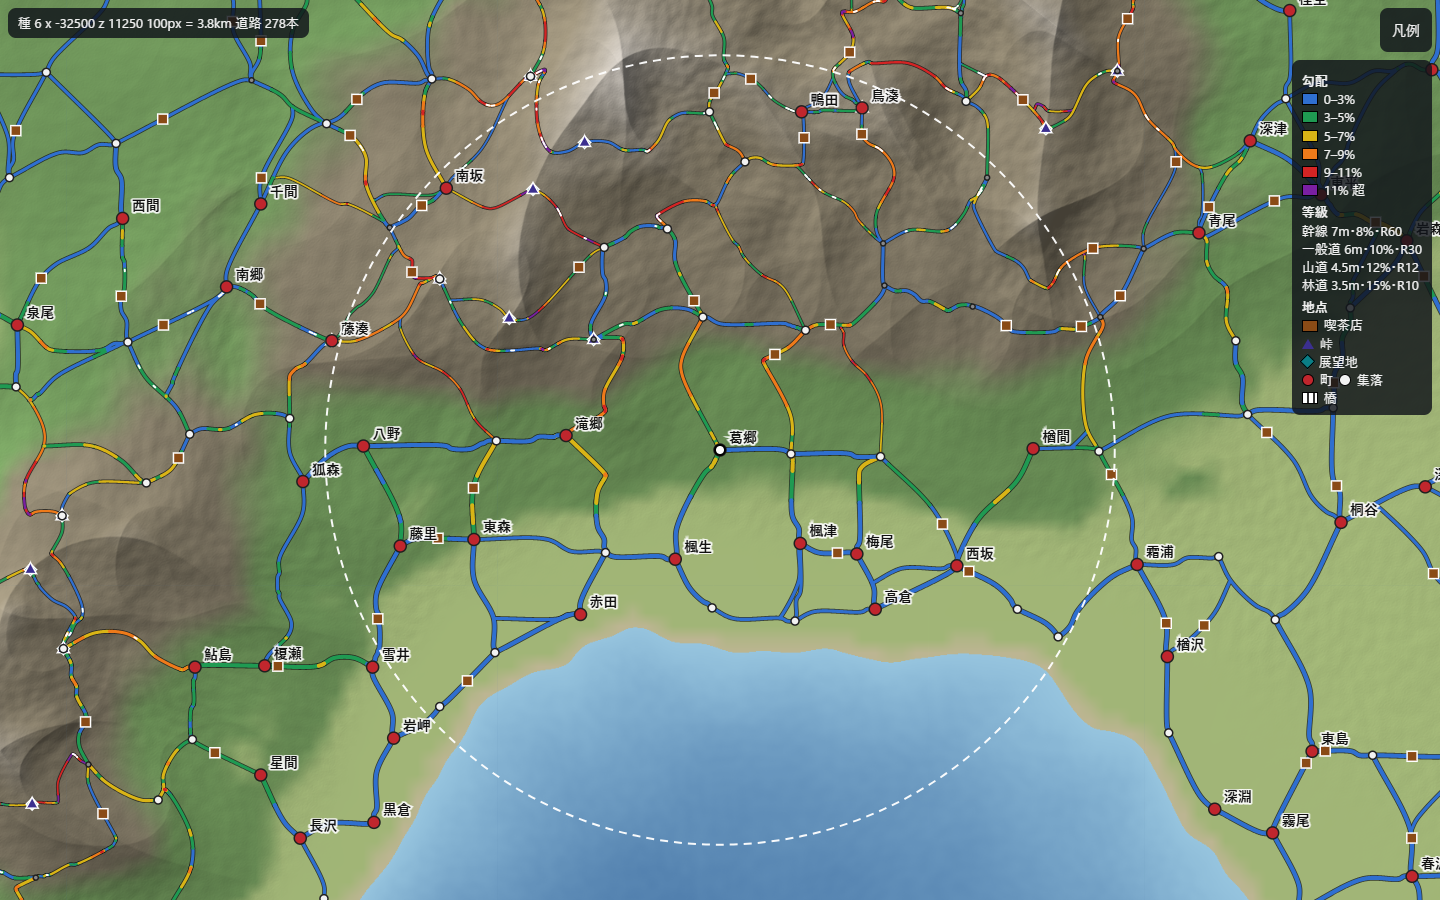 種 6 x -32500 z 11250 100px = 3.8km 道路 278本
凡例
勾配
0–3%
3–5%
5–7%
7–9%
9–11%
11% 超
等級
幹線 7m・8%・R60
一般道 6m・10%・R30
山道 4.5m・12%・R12
林道 3.5m・15%・R10
地点
喫茶店
峠
展望地
町 集落
橋
鴨田
鳥湊
深津
南坂
千間
西間
青尾
南郷
泉尾
藤湊
滝郷
八野
葛郷
楢間
狐森
桐谷
藤里
東森
楓津
梅尾
楓生
西坂
霜浦
高倉
赤田
楢沢
鮎島
榎瀬
雪井
岩岬
東島
星間
深淵
黒倉
長沢
霧尾